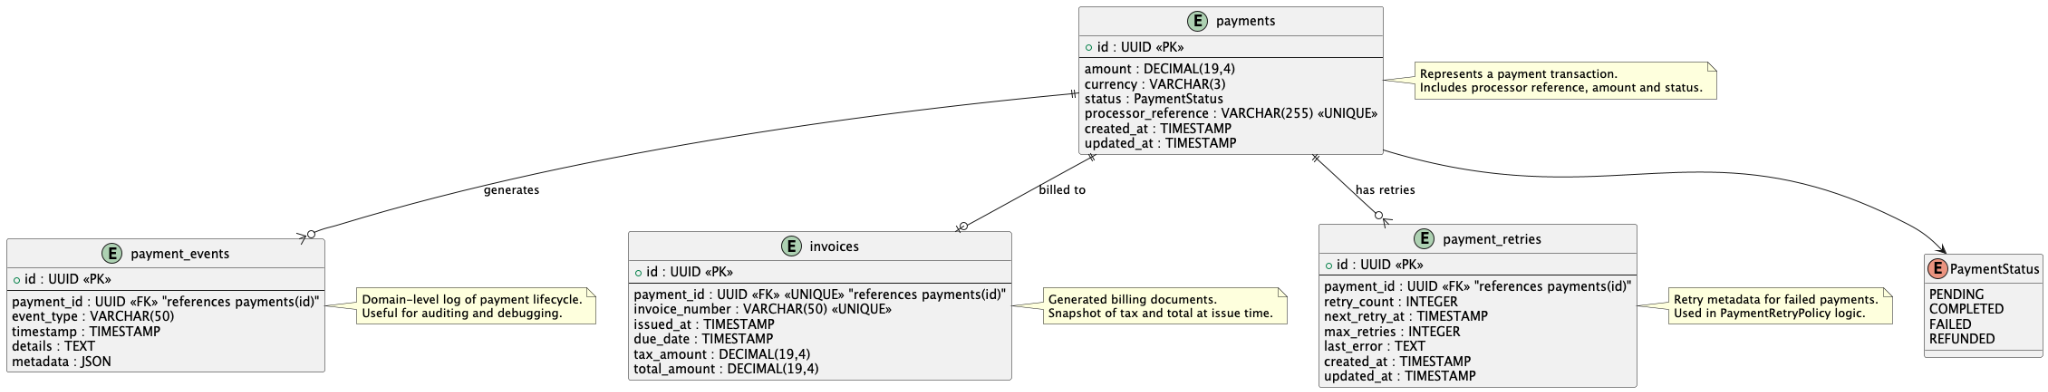 E payments
id : UUID «PK»
amount : DECIMAL(19,4)
currency : VARCHAR(3)
status : PaymentStatus
processor_reference : VARCHAR(255) «UNIQUE»
created_at : TIMESTAMP
updated_at : TIMESTAMP
Represents a payment transaction.
Includes processor reference, amount and status.
generates
billed to
has retries
E payment_events
id : UUID «PK»
payment_id : UUID «FK» "references payments(id)"
event_type : VARCHAR(50)
timestamp : TIMESTAMP
details : TEXT
metadata : JSON
Domain-level log of payment lifecycle.
Useful for auditing and debugging.
E invoices
id : UUID «PK»
payment_id : UUID «FK» «UNIQUE» "references payments(id)"
invoice_number : VARCHAR(50) «UNIQUE»
issued_at : TIMESTAMP
due_date : TIMESTAMP
tax_amount : DECIMAL(19,4)
total_amount : DECIMAL(19,4)
Generated billing documents.
Snapshot of tax and total at issue time.
E payment_retries
id : UUID «PK»
payment_id : UUID «FK» "references payments(id)"
retry_count : INTEGER
next_retry_at : TIMESTAMP
max_retries : INTEGER
last_error : TEXT
created_at : TIMESTAMP
updated_at : TIMESTAMP
Retry metadata for failed payments.
Used in PaymentRetryPolicy logic.
E PaymentStatus
PENDING
COMPLETED
FAILED
REFUNDED